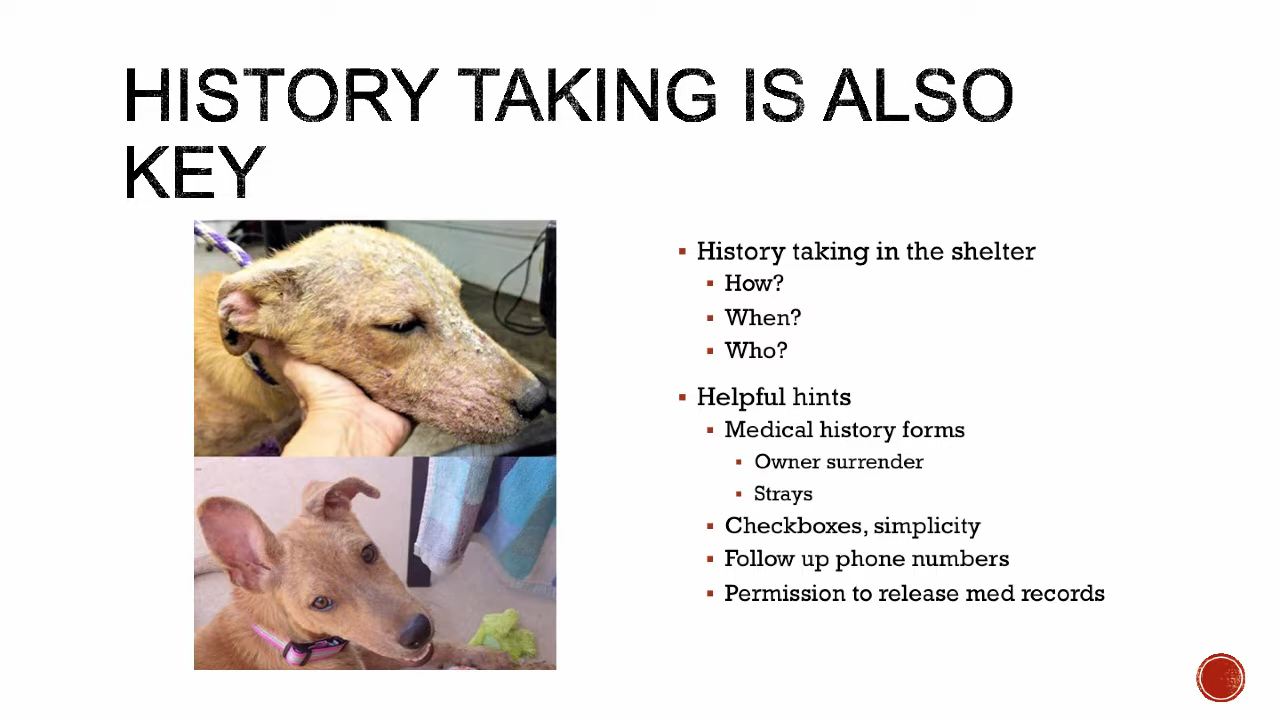 HISTORY TAKING IS ALSO
KEY
▪ History taking in the shelter
▪ How?
▪ When?
▪ Who?
▪ Helpful hints
▪ Medical history forms
▪ Owner surrender
▪ Strays
▪ Checkboxes, simplicity
▪ Follow up phone numbers
▪ Permission to release med records